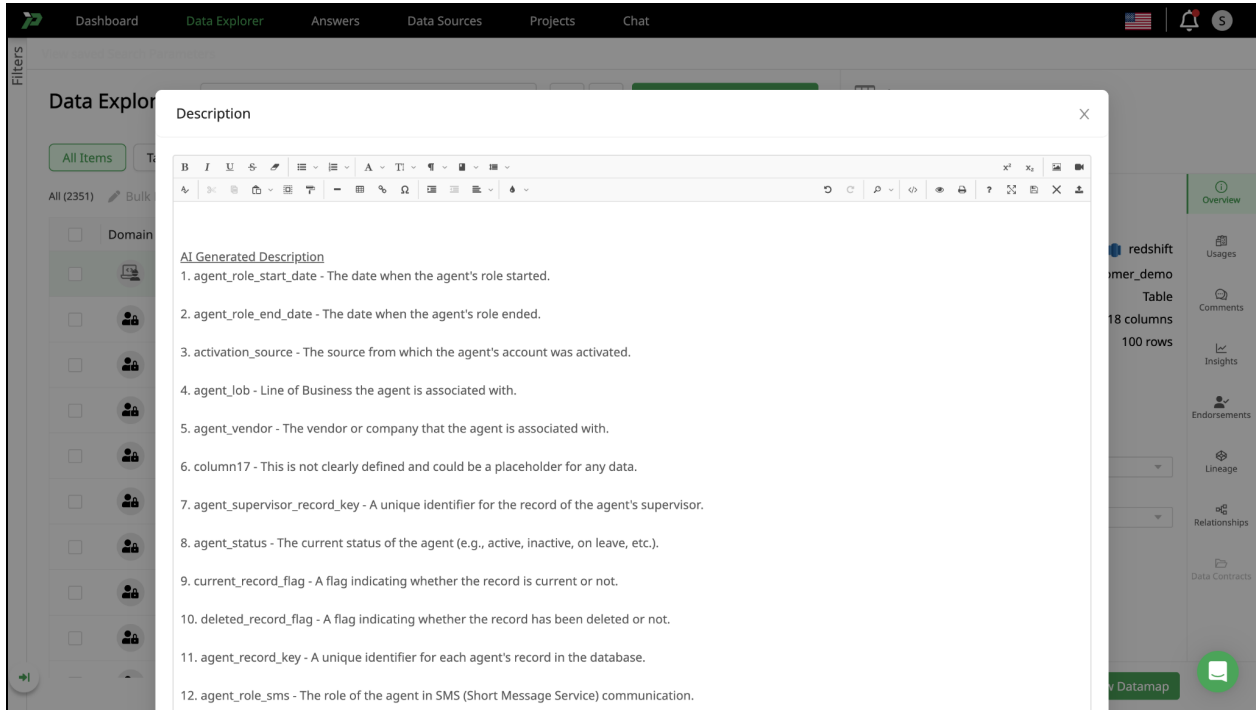 Dashboard
Data Explorer
Answers
Data Sources
Projects
Chat
S
Filters
Data Explor
Description
All Items
Ta
All (2351)
Bulk
Domain
AI Generated Description
1. agent_role_start_date - The date when the agent's role started.
2. agent_role_end_date - The date when the agent's role ended.
3. activation_source - The source from which the agent's account was activated.
4. agent_lob - Line of Business the agent is associated with.
5. agent_vendor - The vendor or company that the agent is associated with.
6. column17 - This is not clearly defined and could be a placeholder for any data.
7. agent_supervisor_record_key - A unique identifier for the record of the agent's supervisor.
8. agent_status - The current status of the agent (e.g., active, inactive, on leave, etc.).
9. current_record_flag - A flag indicating whether the record is current or not.
10. deleted_record_flag - A flag indicating whether the record has been deleted or not.
11. agent_record_key - A unique identifier for each agent's record in the database.
12. agent_role_sms - The role of the agent in SMS (Short Message Service) communication.
redshift
omer_demo
Table
18 columns
100 rows
Overview
Usages
Comments
Insights
Endorsements
Lineage
Relationships
Data Contracts
w Datamap